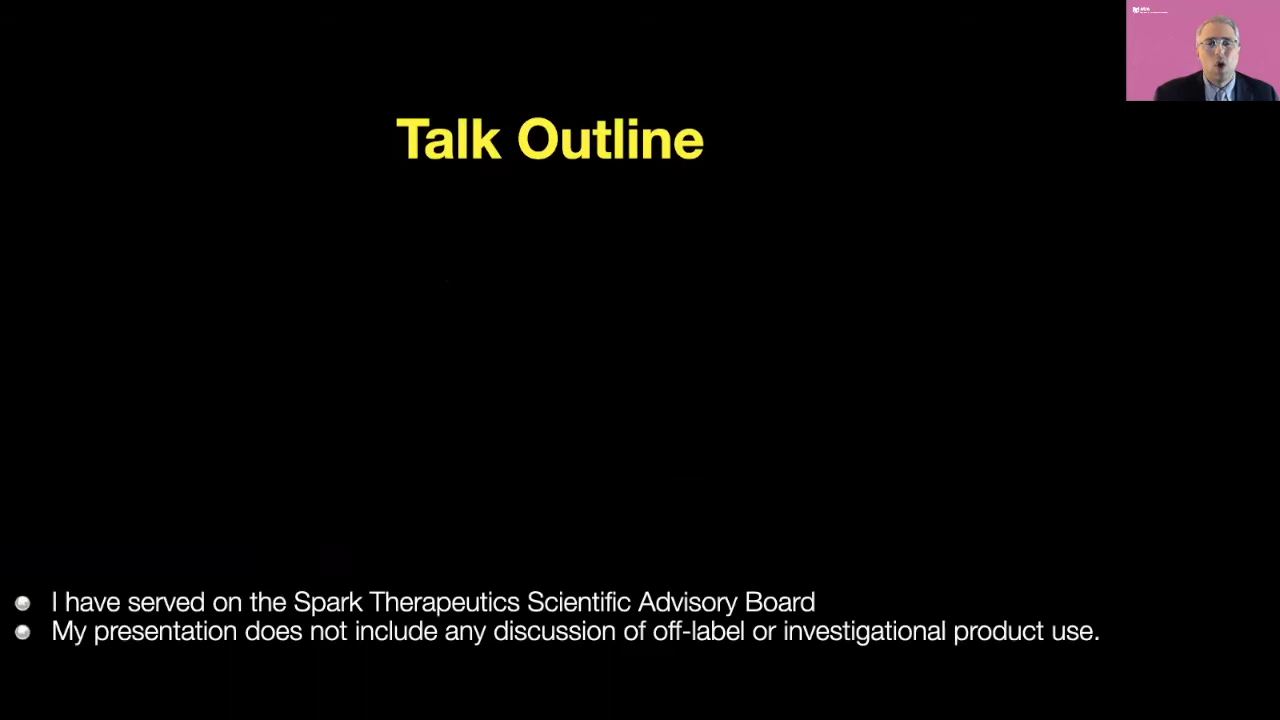 Talk Outline
I have served on the Spark Therapeutics Scientific Advisory Board
My presentation does not include any discussion of off-label or investigational product use.